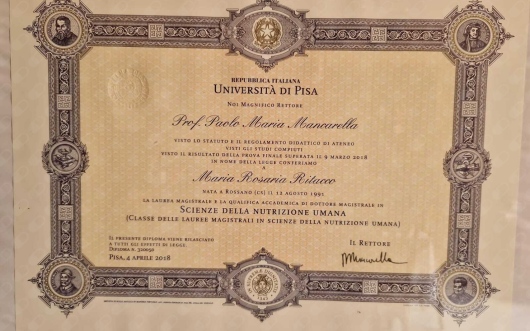 REPUBBLICA ITALIANA
UNIVERSITÀ DI PISA
NOI MAGNIFICO RETTORE
Prof. Paolo Maria Mancarella
VISTO LO STATUTO E IL REGOLAMENTO DIDATTICO DI ATENEO
VISTI GLI STUDI COMPIUTI
VISTO IL RISULTATO DELLA PROVA FINALE SUPERATA IL 9 MARZO 2018
IN NOME DELLA LEGGE CONFERIAMO
A
Maria Rosaria Ritacco
NATA A ROSSANO (CS) IL 12 AGOSTO 1991
LA LAUREA MAGISTRALE E LA QUALIFICA ACCADEMICA DI DOTTORE MAGISTRALE IN
SCIENZE DELLA NUTRIZIONE UMANA
(CLASSE DELLE LAUREE MAGISTRALI IN SCIENZE DELLA NUTRIZIONE UMANA)
IL PRESENTE DIPLOMA VIENE RILASCIATO
A TUTTI GLI EFFETTI DI LEGGE
DIPLOMA N.
PISA, 4 APRILE 2018
IL RETTORE